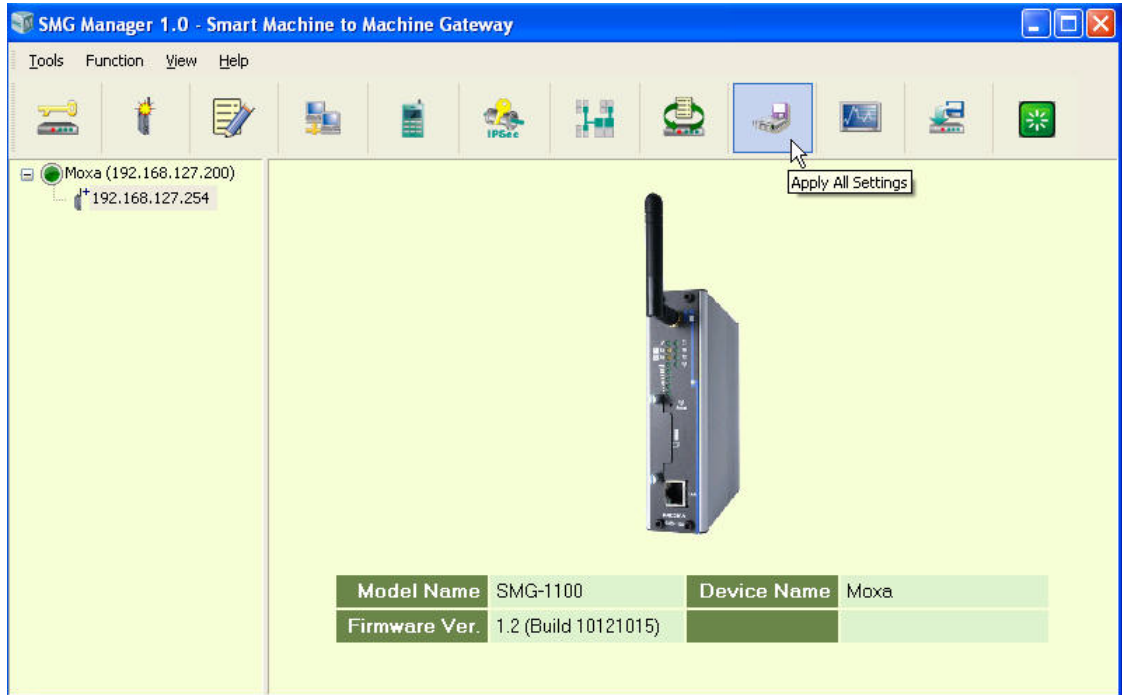 SMG Manager 1.0 - Smart Machine to Machine Gateway
Tools Function View Help
IPSec
Moxa (192.168.127.200)
192.168.127.254
Apply All Settings
Model Name SMG-1100 Device Name Moxa
Firmware Ver. 1.2 (Build 10121015)